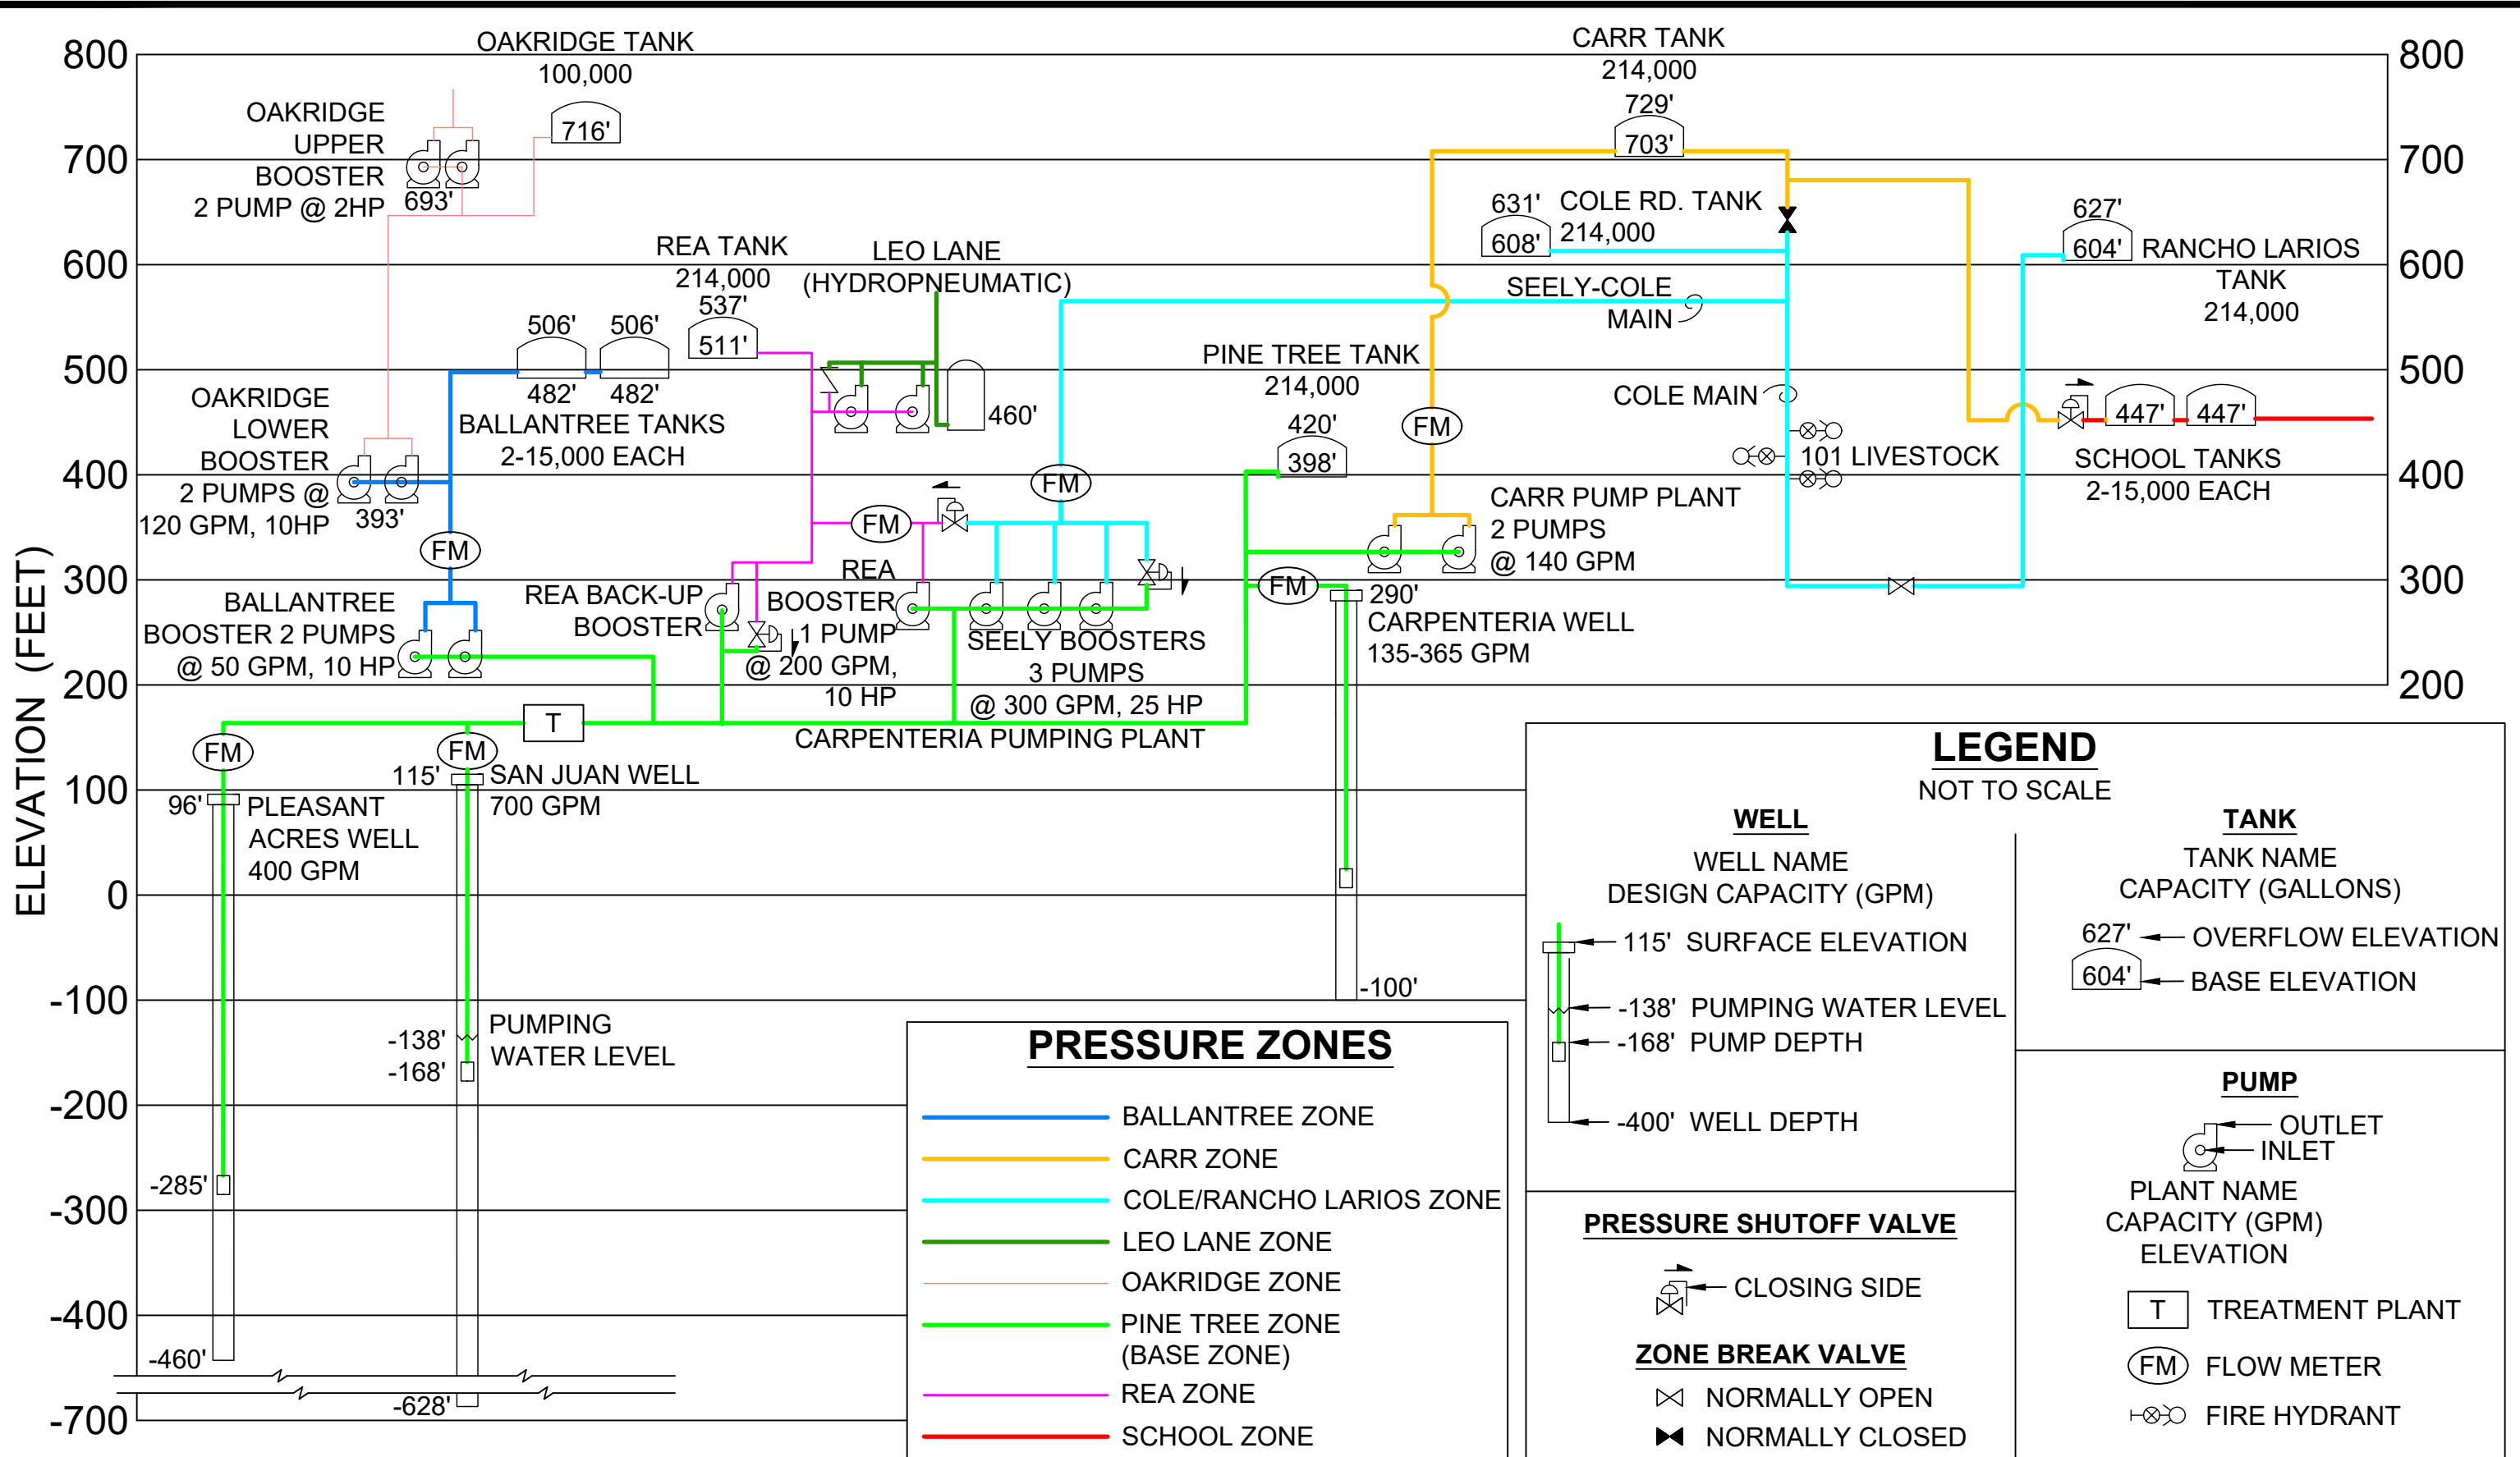 800
700
600
500
400
300
200
100
0
-100
-200
-300
-400
-700
ELEVATION (FEET)
800
700
600
500
400
300
200
OAKRIDGE TANK
100,000
716'
OAKRIDGE
UPPER
BOOSTER
2 PUMP @ 2HP
693'
OAKRIDGE
LOWER
BOOSTER
2 PUMPS @
120 GPM, 10HP
393'
506'
506'
482'
482'
BALLANTREE TANKS
2-15,000 EACH
FM
BALLANTREE
BOOSTER 2 PUMPS
@ 50 GPM, 10 HP
REA TANK
214,000
537'
511'
LEO LANE
(HYDROPNEUMATIC)
460'
FM
REA BACK-UP
BOOSTER
REA
BOOSTER
1 PUMP
@ 200 GPM,
10 HP
FM
SEELY BOOSTERS
3 PUMPS
@ 300 GPM, 25 HP
CARPENTERIA PUMPING PLANT
PINE TREE TANK
214,000
420'
398'
FM
290'
CARPENTERIA WELL
135-365 GPM
-100'
CARR TANK
214,000
729'
703'
FM
CARR PUMP PLANT
2 PUMPS
@ 140 GPM
631'
608'
COLE RD. TANK
214,000
SEELY-COLE
MAIN
COLE MAIN
101 LIVESTOCK
627'
604'
RANCHO LARIOS
TANK
214,000
447'
447'
SCHOOL TANKS
2-15,000 EACH
T
FM
96'
PLEASANT
ACRES WELL
400 GPM
-285'
-460'
FM
115'
SAN JUAN WELL
700 GPM
-138'
PUMPING
WATER LEVEL
-168'
-628'
PRESSURE ZONES
BALLANTREE ZONE
CARR ZONE
COLE/RANCHO LARIOS ZONE
LEO LANE ZONE
OAKRIDGE ZONE
PINE TREE ZONE
(BASE ZONE)
REA ZONE
SCHOOL ZONE
LEGEND
NOT TO SCALE
WELL
WELL NAME
DESIGN CAPACITY (GPM)
115' SURFACE ELEVATION
-138' PUMPING WATER LEVEL
-168' PUMP DEPTH
-400' WELL DEPTH
TANK
TANK NAME
CAPACITY (GALLONS)
627' OVERFLOW ELEVATION
604' BASE ELEVATION
PRESSURE SHUTOFF VALVE
CLOSING SIDE
ZONE BREAK VALVE
NORMALLY OPEN
NORMALLY CLOSED
PUMP
OUTLET
INLET
PLANT NAME
CAPACITY (GPM)
ELEVATION
T TREATMENT PLANT
FM FLOW METER
FIRE HYDRANT